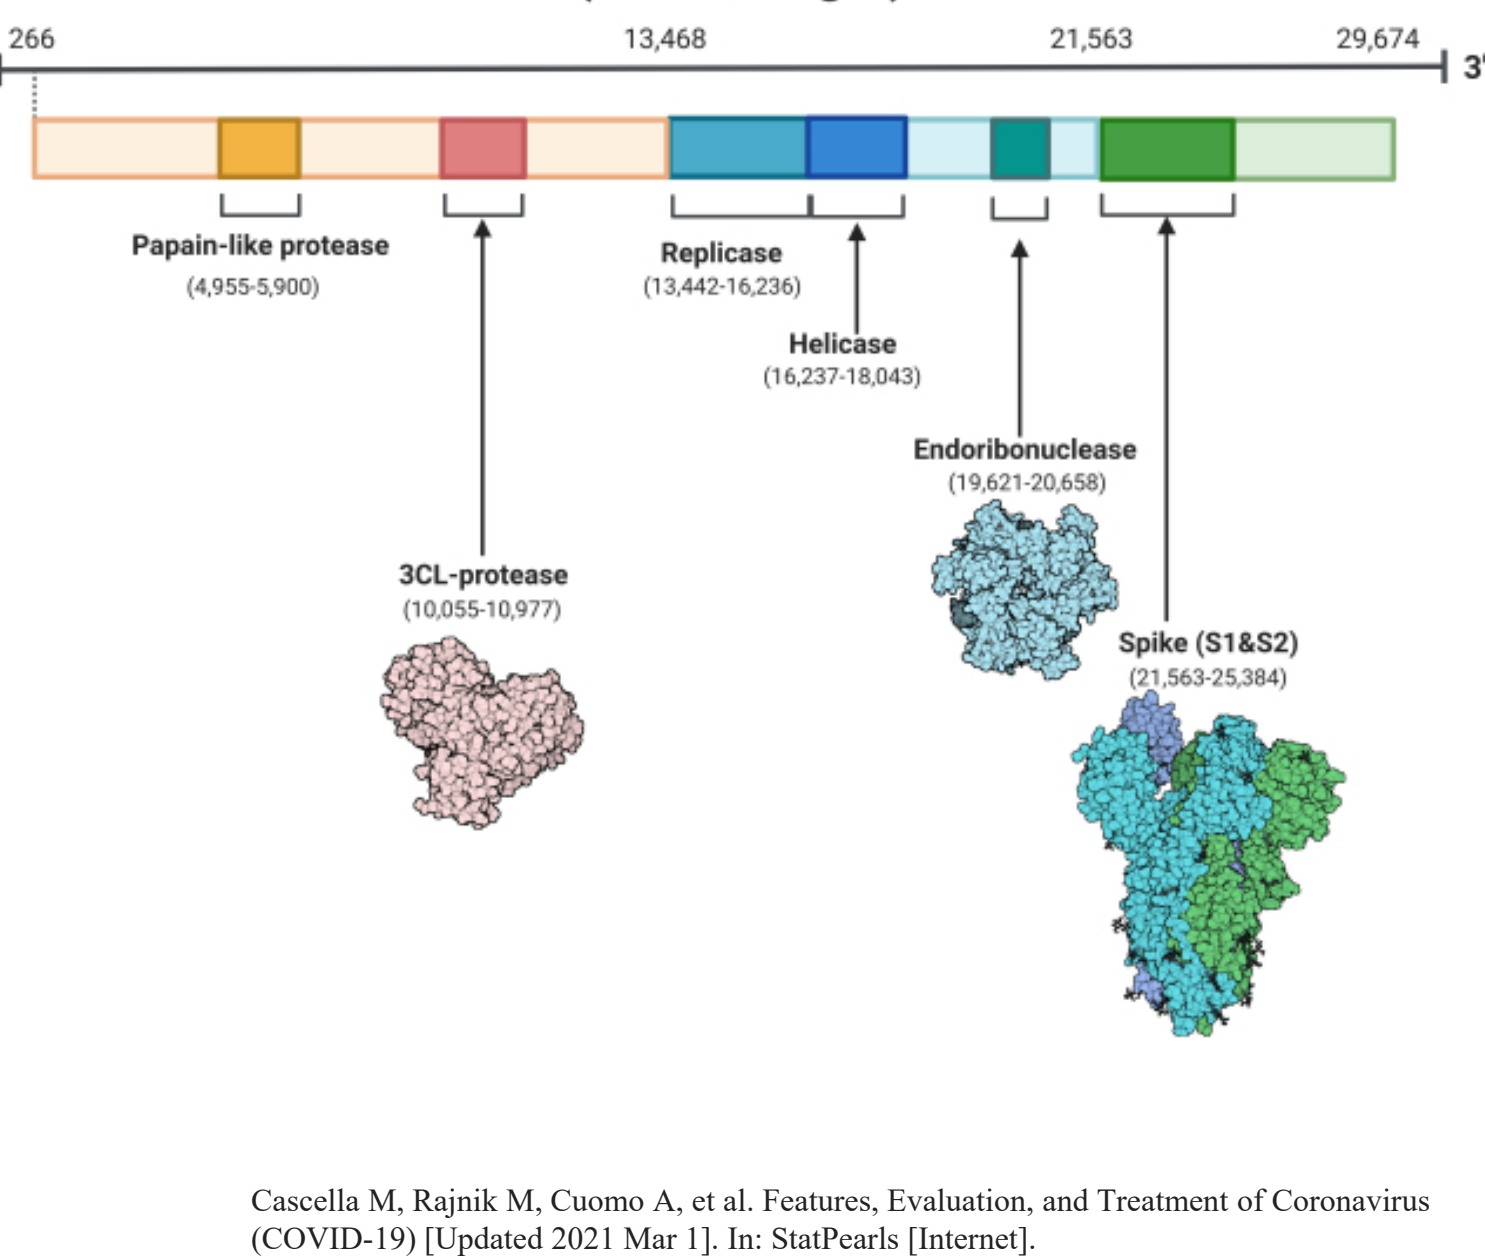 266 13,468 21,563 29,674
3'
Papain-like protease
(4,955-5,900)
Replicase
(13,442-16,236)
Helicase
(16,237-18,043)
Endoribonuclease
(19,621-20,658)
3CL-protease
(10,055-10,977)
Spike (S1&S2)
(21,563-25,384)
Cascella M, Rajnik M, Cuomo A, et al. Features, Evaluation, and Treatment of Coronavirus
(COVID-19) [Updated 2021 Mar 1]. In: StatPearls [Internet].